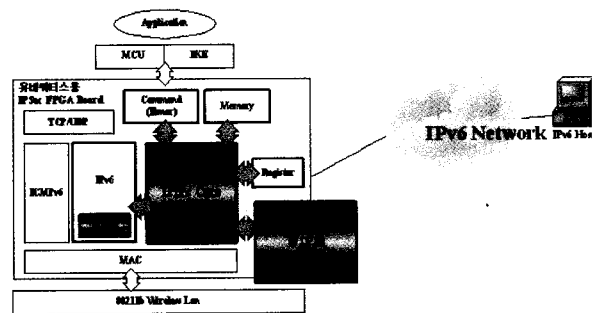 Application
MCU
IKE
유비쿼터스용
IPSec FPGA Board
Command
(Error)
Memory
TCP/UDP
ICMPv6
IPv6
Register
MAC
802.11b Wireless Lan
IPv6 Network
IPv6 Host